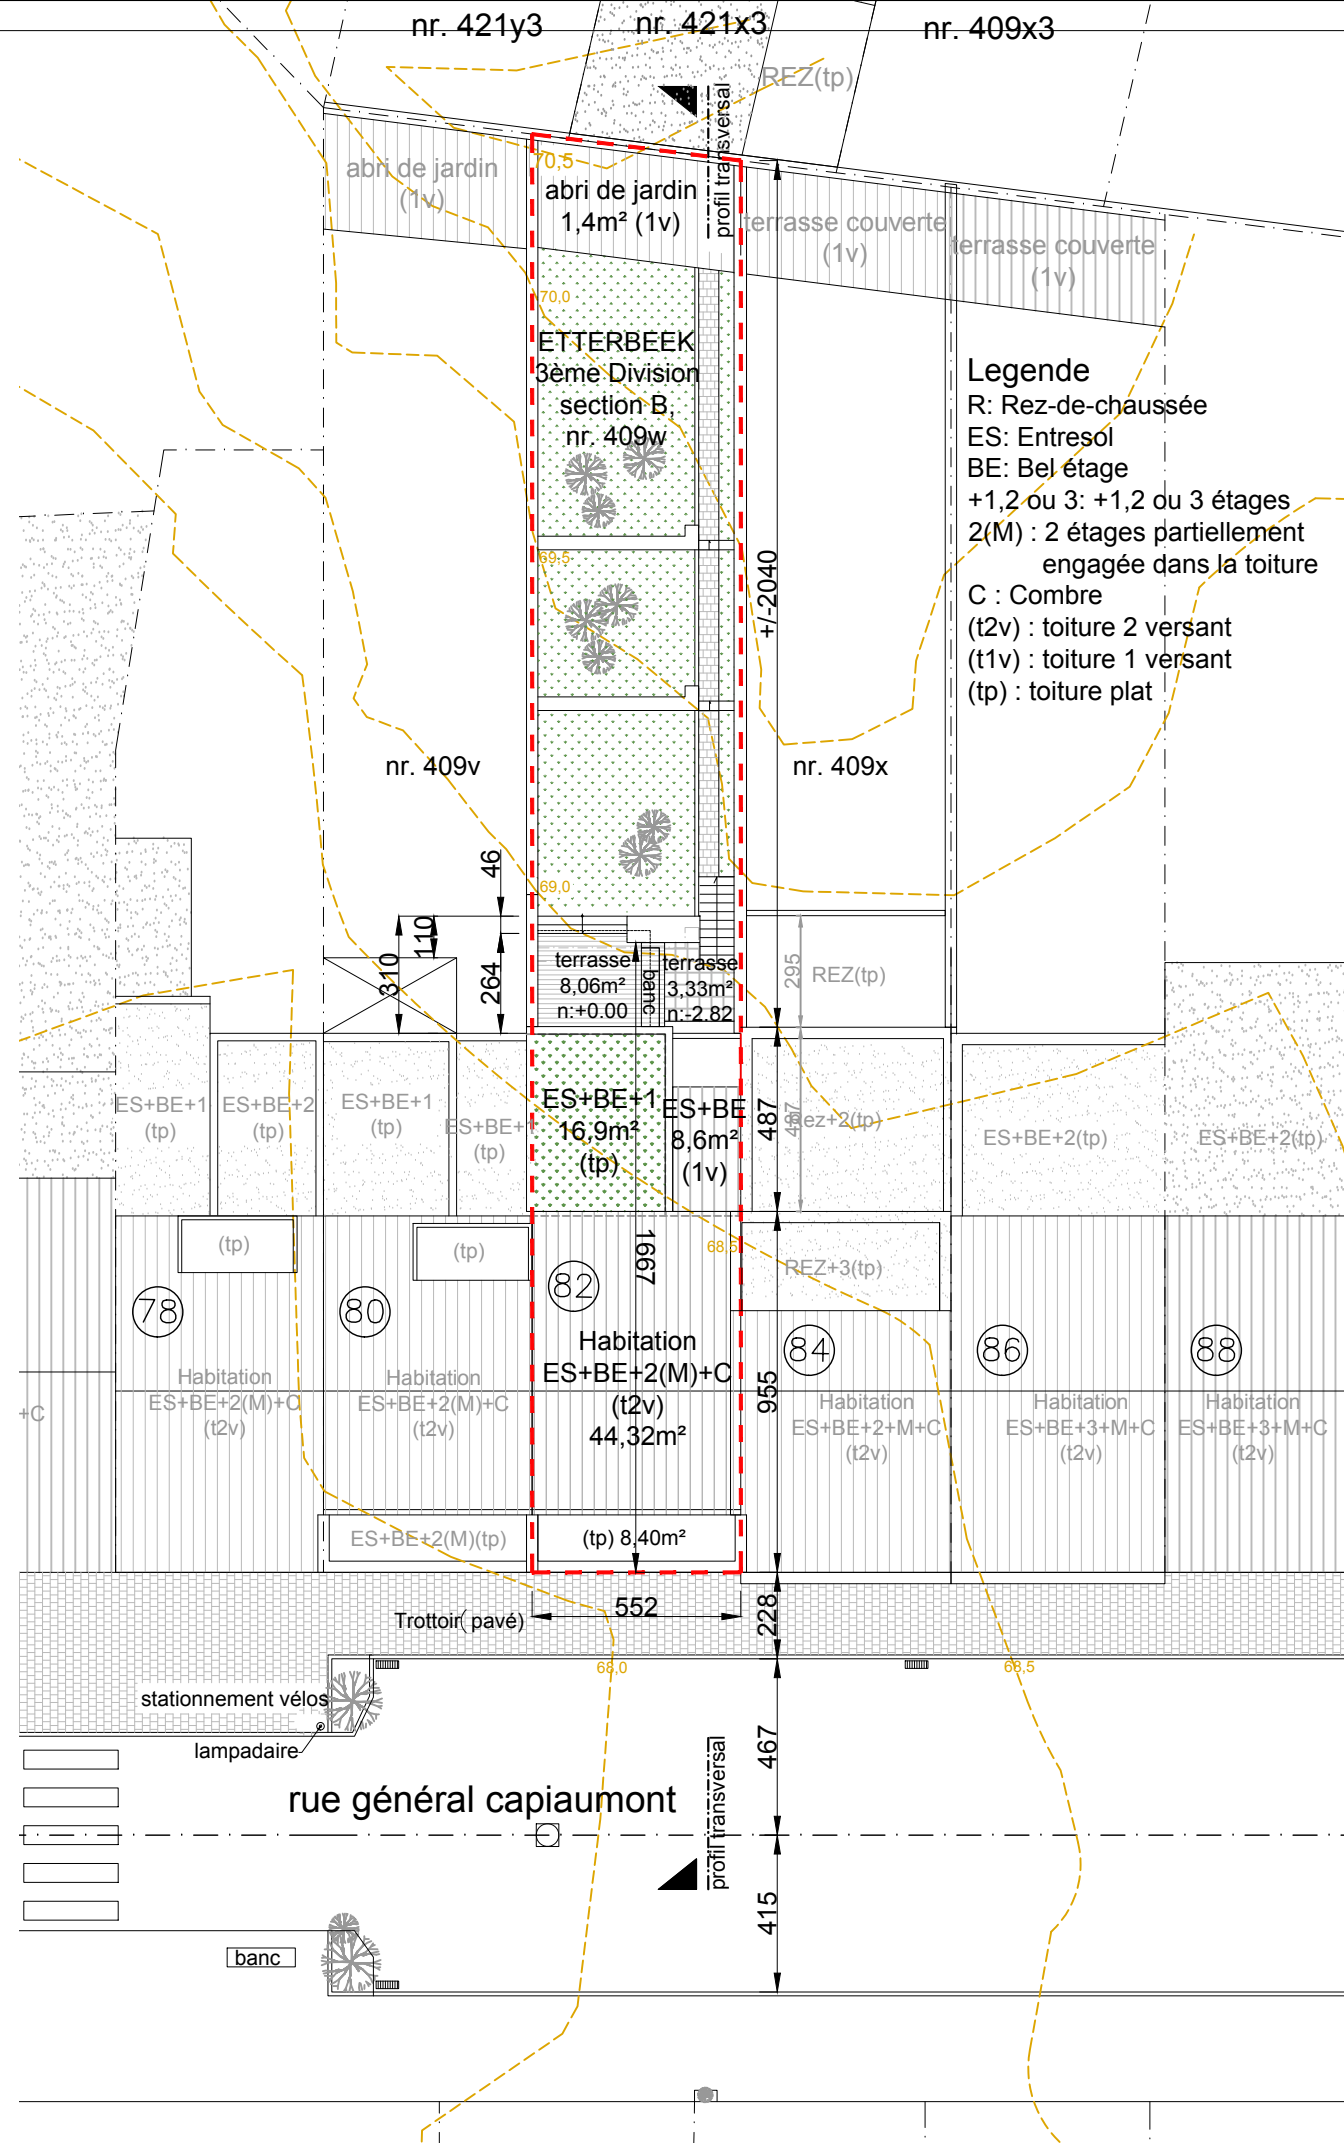 nr. 421y3
nr. 421x3
nr. 409x3
REZ(tp)
profil transversal
abri de jardin
(1v)
70,5
abri de jardin
1,4m² (1v)
terrasse couverte
(1v)
terrasse couverte
(1v)
70,0
ETTERBEEK
3ème Division
section B,
nr. 409w
Legende
R: Rez-de-chaussée
ES: Entresol
BE: Bel étage
+1,2 ou 3: +1,2 ou 3 étages
2(M) : 2 étages partiellement
engagée dans la toiture
C : Combre
(t2v) : toiture 2 versant
(t1v) : toiture 1 versant
(tp) : toiture plat
69,5
+/-2040
nr. 409v
nr. 409x
46
69,0
110
310
264
terrasse
8,06m²
n:+0.00
banc
terrasse
3,33m²
n:-2.82
295
REZ(tp)
ES+BE+1
(tp)
ES+BE+2
(tp)
ES+BE+1
(tp)
ES+BE+1
(tp)
ES+BE+1
16,9m²
(tp)
ES+BE
8,6m²
(1v)
487
487
Rez+2(tp)
ES+BE+2(tp)
ES+BE+2(tp)
(tp)
(tp)
1667
68,5
REZ+3(tp)
78
80
82
84
86
88
Habitation
ES+BE+2(M)+C
(t2v)
Habitation
ES+BE+2(M)+C
(t2v)
Habitation
ES+BE+2(M)+C
(t2v)
44,32m²
955
Habitation
ES+BE+2+M+C
(t2v)
Habitation
ES+BE+3+M+C
(t2v)
Habitation
ES+BE+3+M+C
(t2v)
+C
ES+BE+2(M)(tp)
(tp) 8,40m²
552
228
Trottoir( pavé)
68,0
68,5
stationnement vélos
lampadaire
467
rue général capiaumont
profil transversal
415
banc